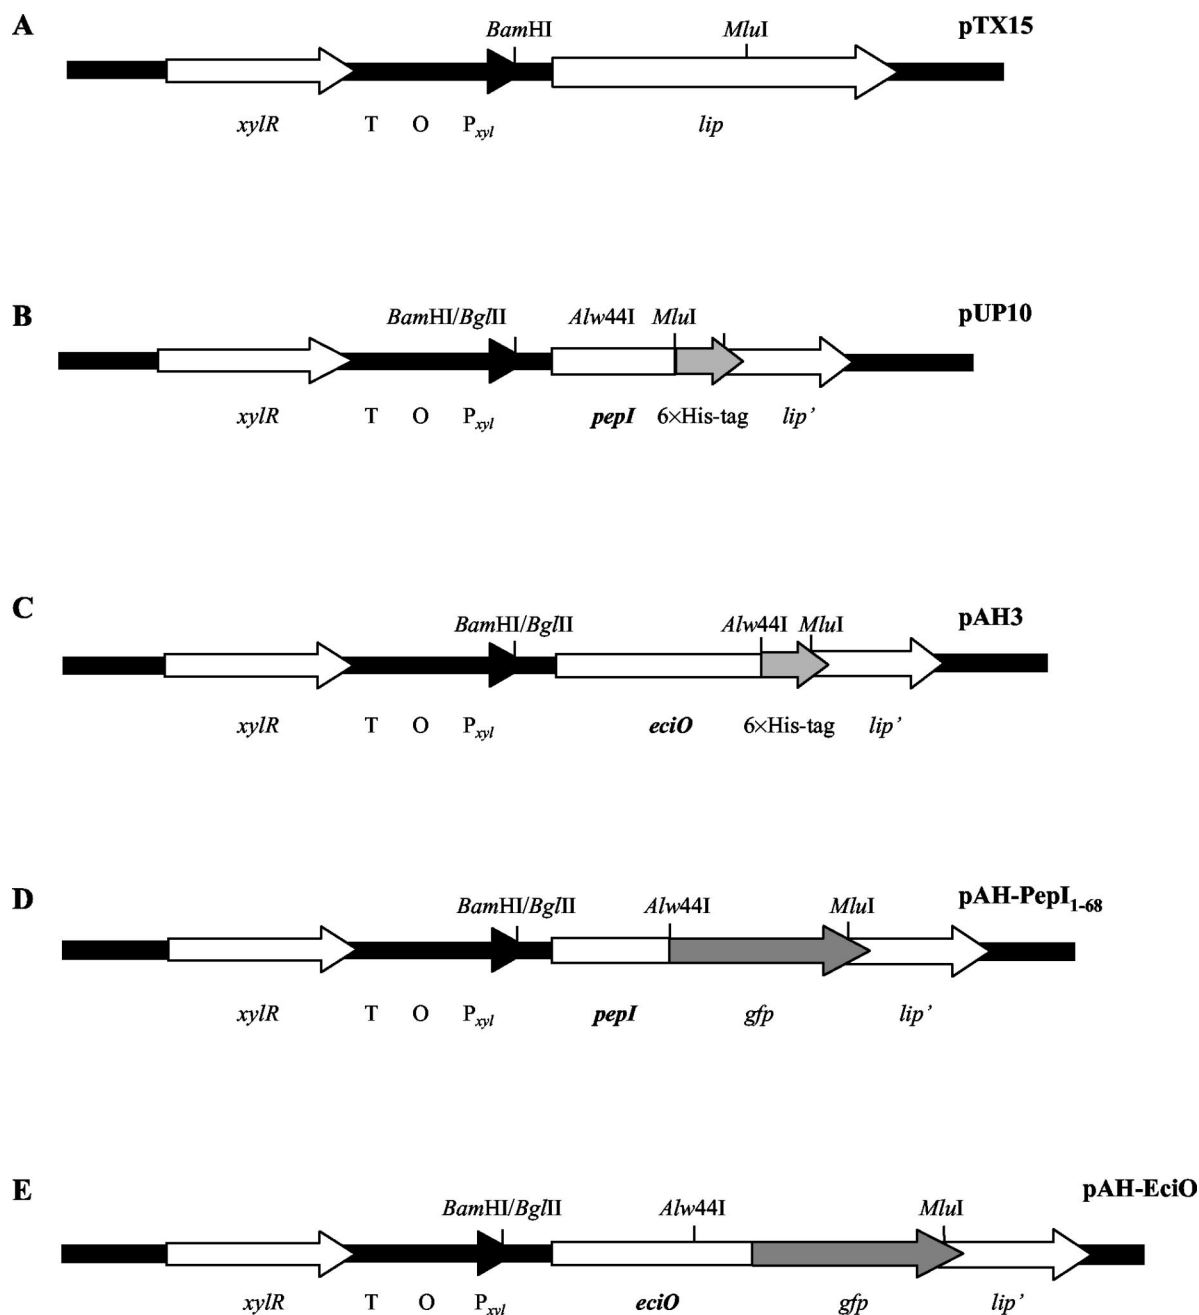 A BamHI MluI pTX15
xylR T O Pxyl lip
B BamHI/BglII Alw44I MluI pUP10
xylR T O Pxyl pepI 6×His-tag lip’
C BamHI/BglII Alw44I MluI pAH3
xylR T O Pxyl eciO 6×His-tag lip’
D BamHI/BglII Alw44I MluI pAH-PepI1-68
xylR T O Pxyl pepI gfp lip’
E BamHI/BglII Alw44I MluI pAH-EciO
xylR T O Pxyl eciO gfp lip’